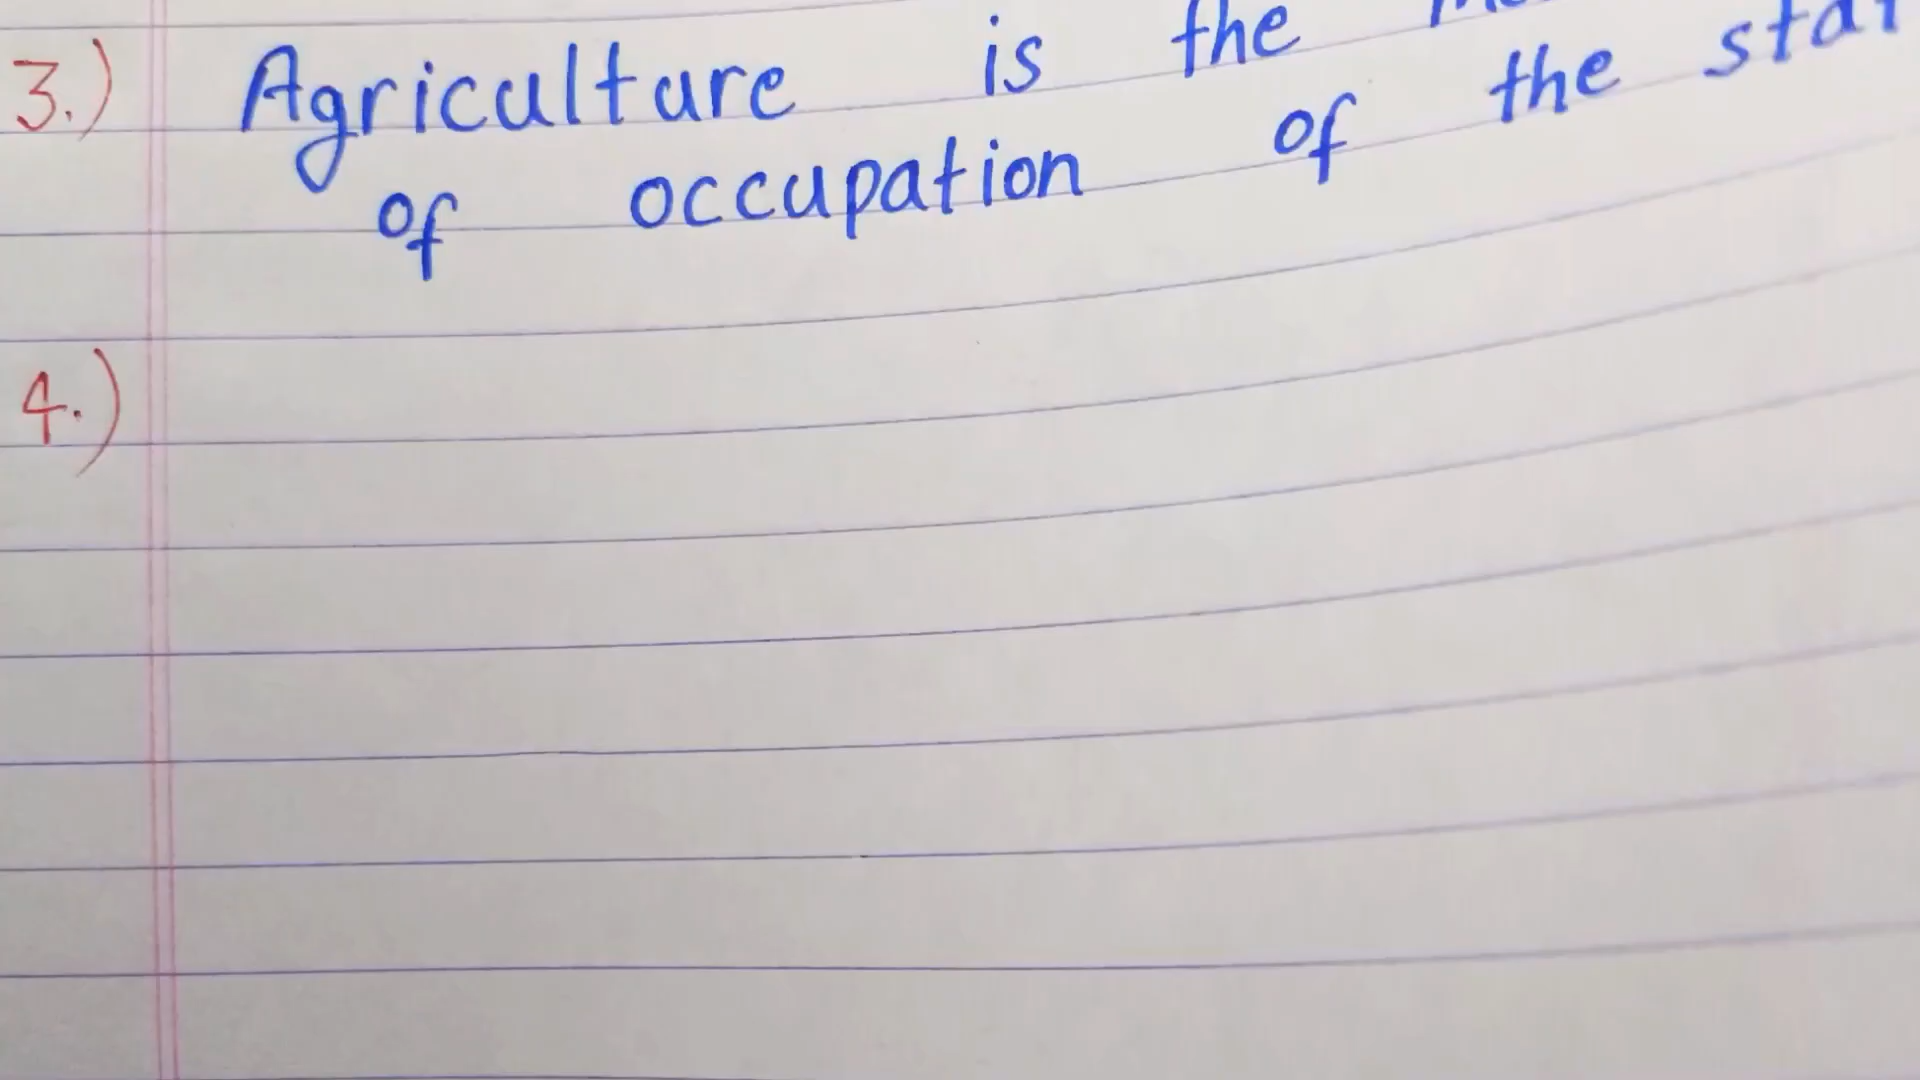 3.) Agriculture is the
of occupation of the
4.)